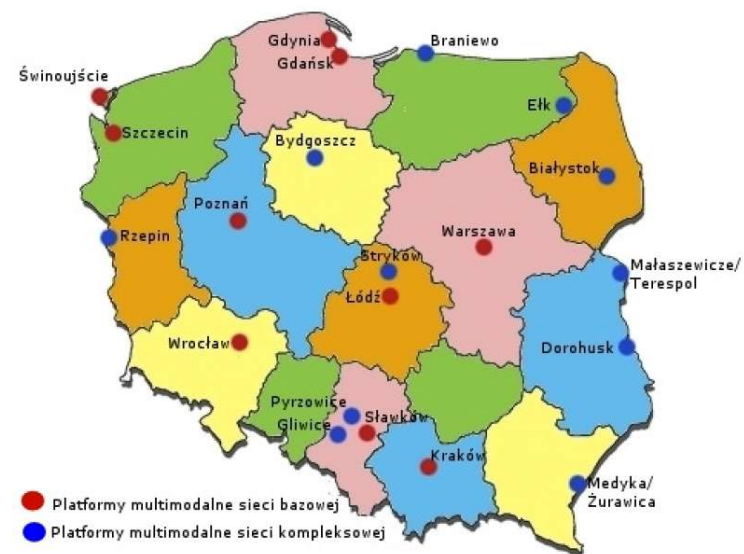 Gdynia
Gdańsk
Braniewo
Świnoujście
Szczecin
Ełk
Bydgoszcz
Białystok
Poznań
Rzepin
Warszawa
Stryków
Małaszewicze/
Terespol
Łódź
Wrocław
Dorohusk
Pyrzowice
Gliwice
Sławków
Kraków
Medyka/
Żurawica
Platformy multimodalne sieci bazowej
Platformy multimodalne sieci kompleksowej